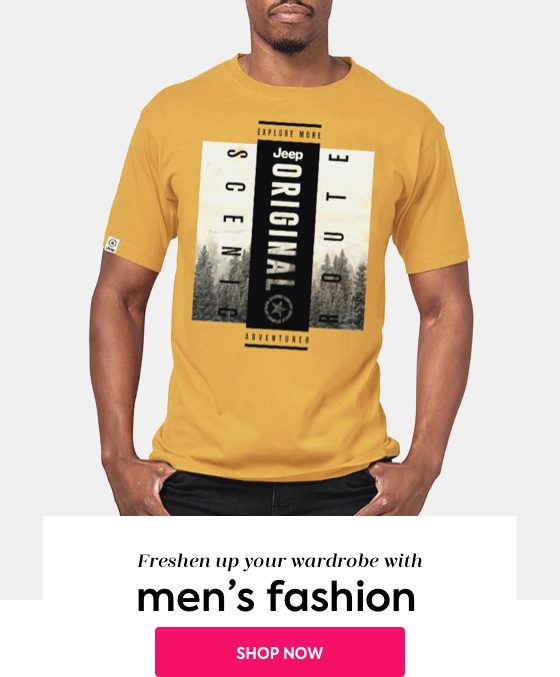 EXPLORE MORE
Jeep
ORIGINAL
SCENIC
ROUTE
ADVENTURER
Freshen up your wardrobe with
men's fashion
SHOP NOW